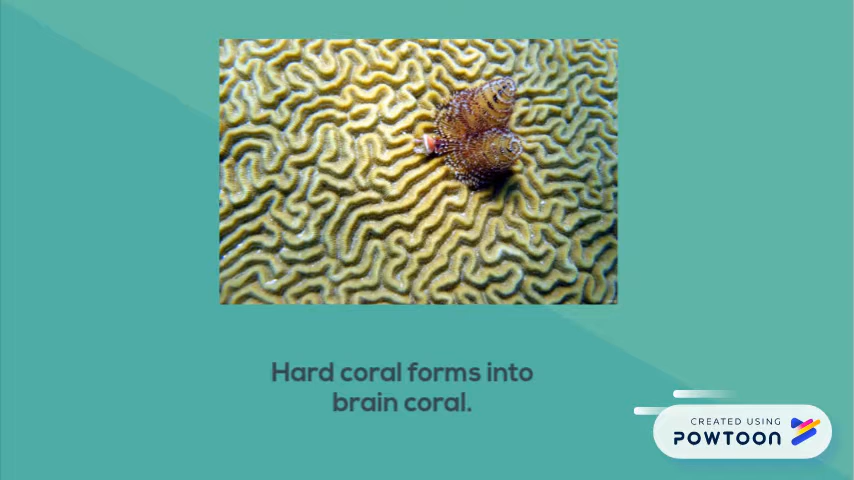 Hard coral forms into
brain coral.
CREATED USING
POWTOON